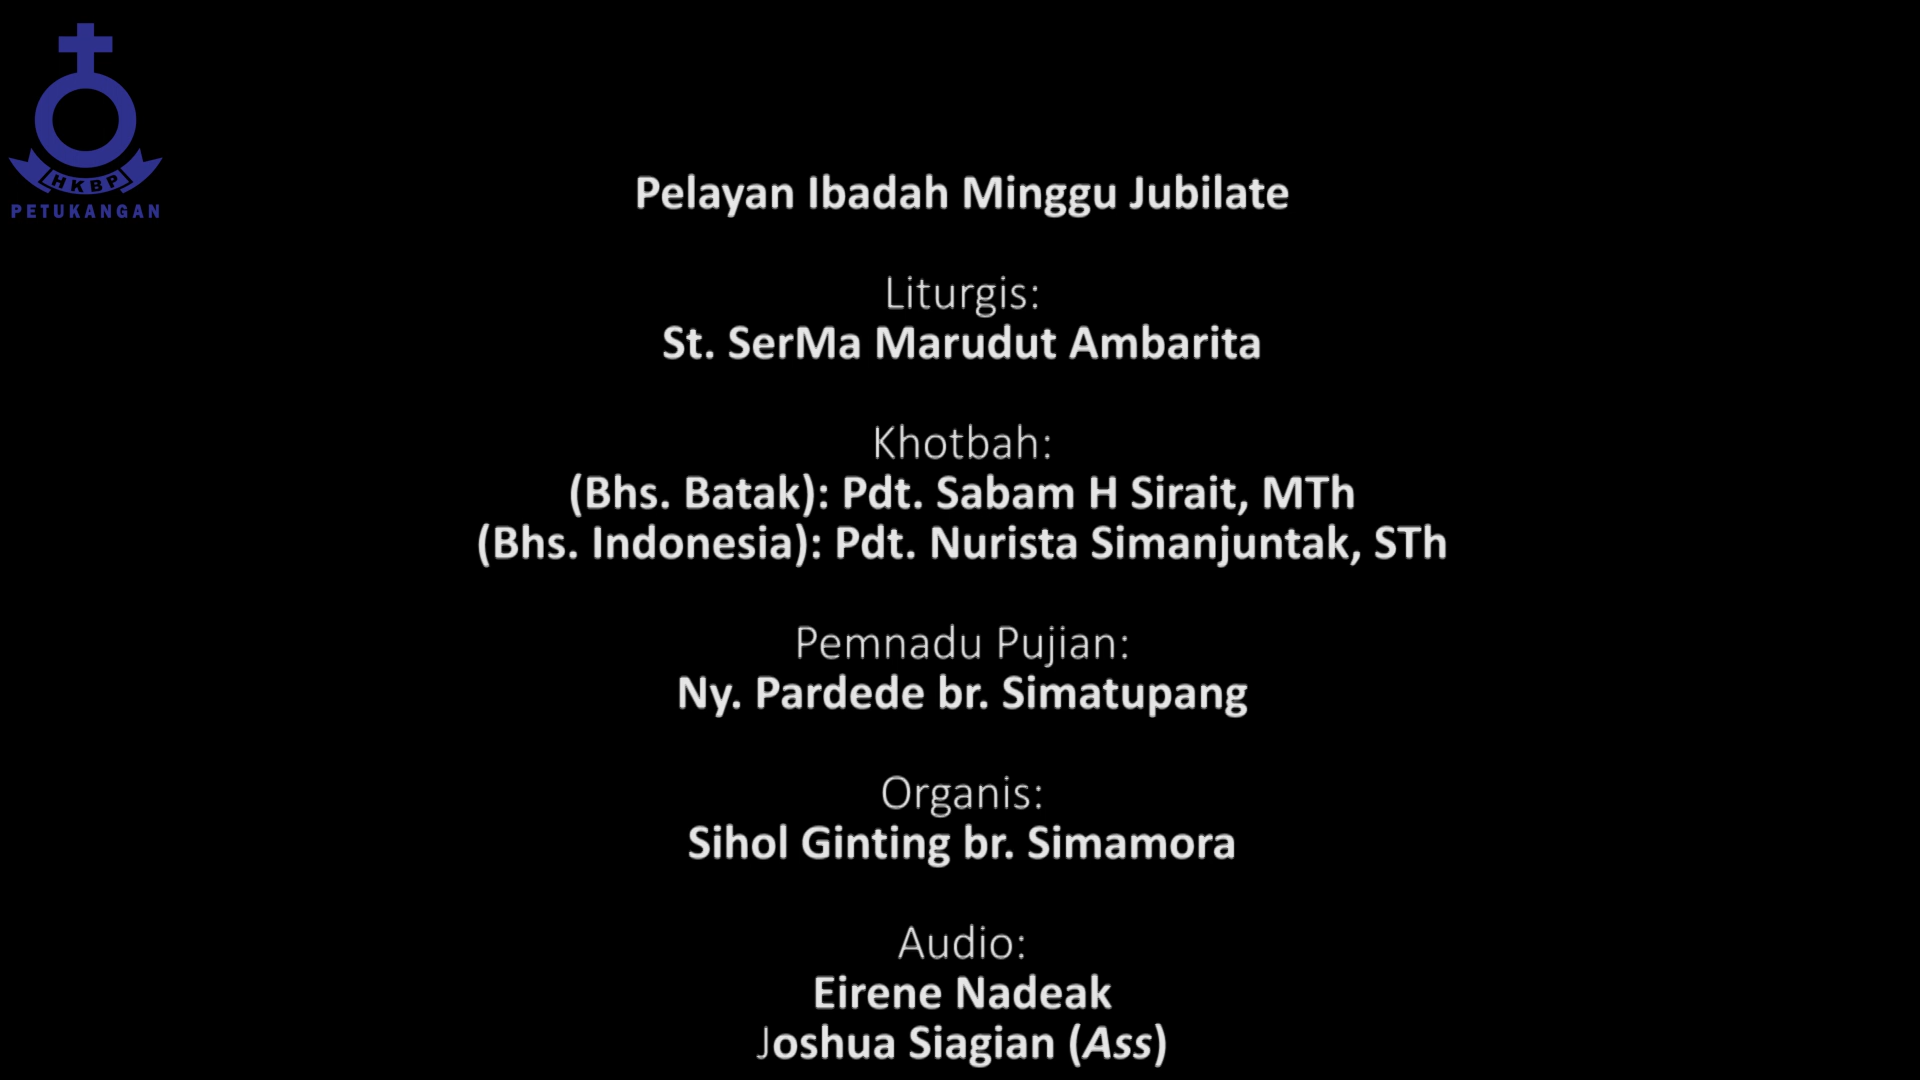 HKBP
PETUKANGAN
Pelayan Ibadah Minggu Jubilate
Liturgis:
St. SerMa Marudut Ambarita
Khotbah:
(Bhs. Batak): Pdt. Sabam H Sirait, MTh
(Bhs. Indonesia): Pdt. Nurista Simanjuntak, STh
Pemnadu Pujian:
Ny. Pardede br. Simatupang
Organis:
Sihol Ginting br. Simamora
Audio:
Eirene Nadeak
Joshua Siagian (Ass)